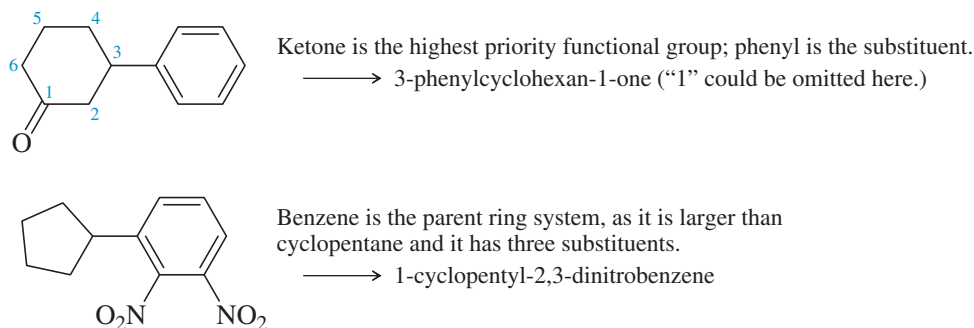 5
4
6
3
1
2
O
Ketone is the highest priority functional group; phenyl is the substituent.
⟶ 3-phenylcyclohexan-1-one (“1” could be omitted here.)
Benzene is the parent ring system, as it is larger than
cyclopentane and it has three substituents.
⟶ 1-cyclopentyl-2,3-dinitrobenzene
O₂N
NO₂